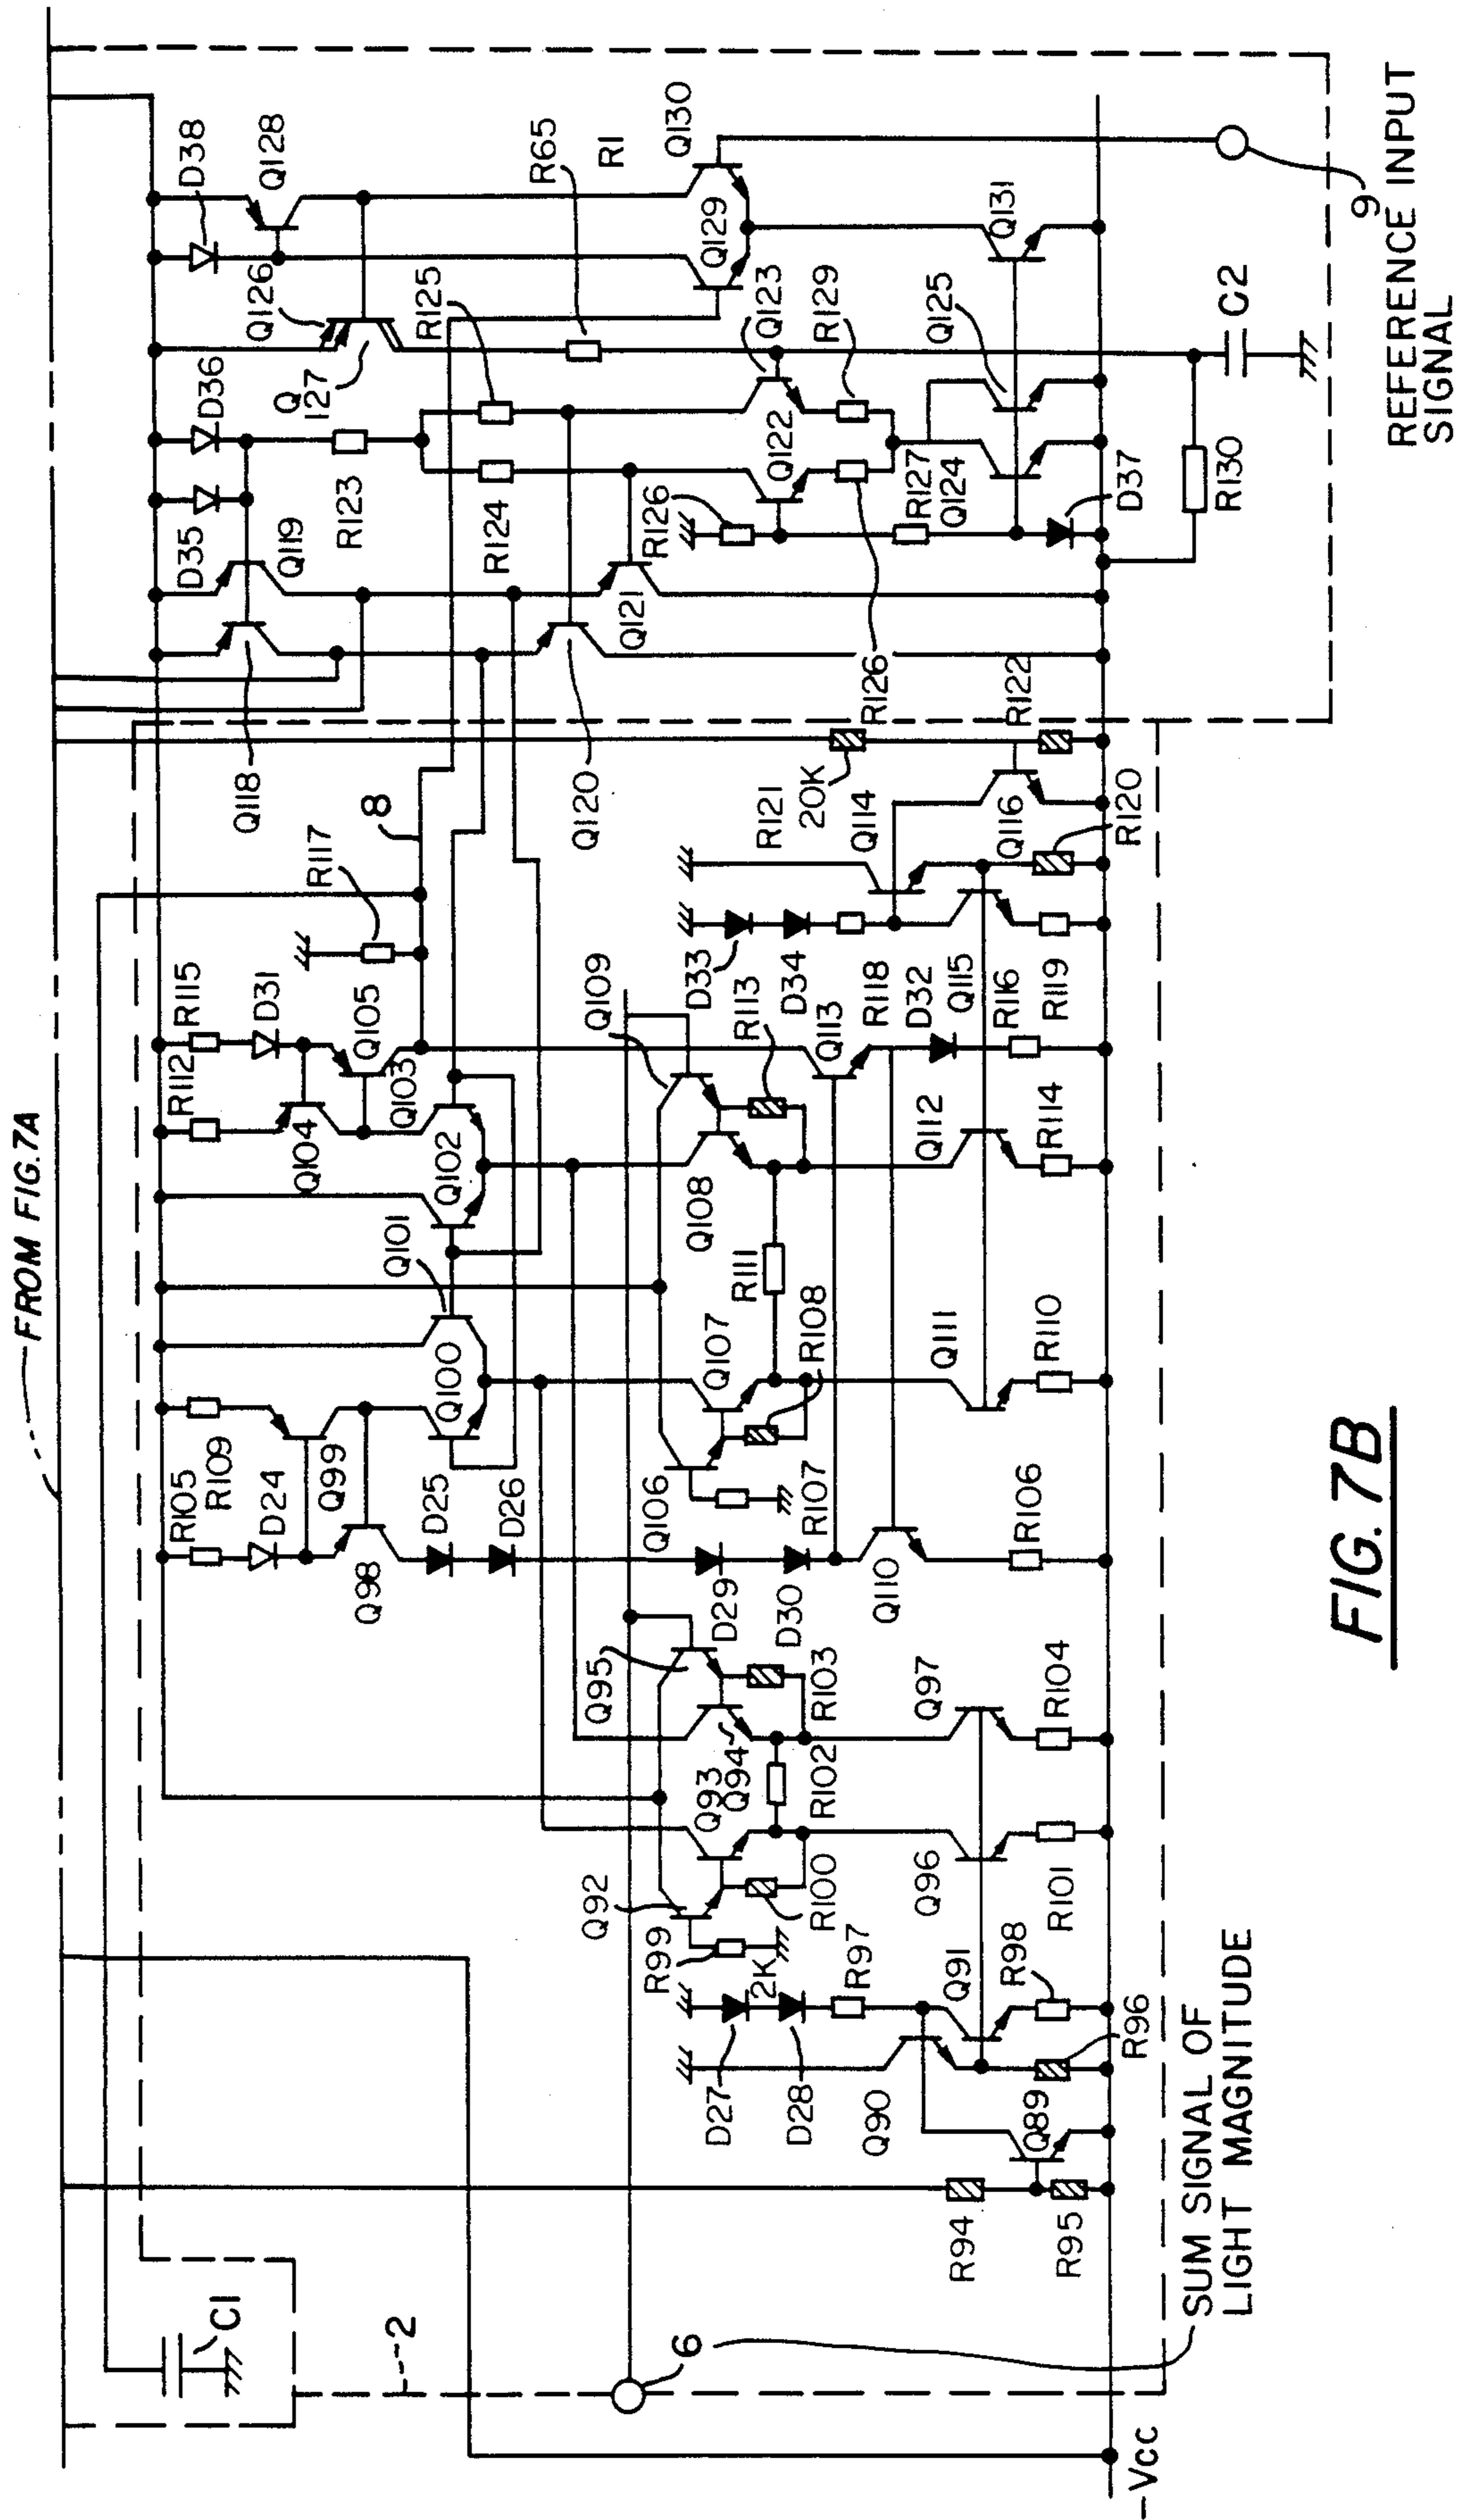 FROM FIG.7A
C1
2
6
SUM SIGNAL OF
LIGHT MAGNITUDE
-Vcc
R94
R95
Q89
R96
Q90
D27
D28
2K
R97
Q91
R98
R99
Q92
R100
Q96
R101
Q93
Q94
R102
Q95
R103
Q97
R104
D29
D30
Q98
R105
R109
D24
Q99
D25
D26
Q100
Q101
Q106
R107
Q110
R106
Q107
R108
Q111
R110
R111
Q108
Q102
Q103
Q104
R112
R115
D31
Q105
Q109
R113
Q112
R114
Q113
R118
D32
Q115
R116
R119
D33
D34
R117
8
R121
20K
Q114
Q116
R120
R122
Q118
Q120
Q121
D35
Q119
R123
R124
R126
R126
D36
Q
127
Q126
R125
Q122
R127
Q124
D37
R130
Q123
R129
Q125
C2
D38
Q128
R65
R1
Q129
Q130
Q131
9
REFERENCE INPUT
SIGNAL
FIG. 7B